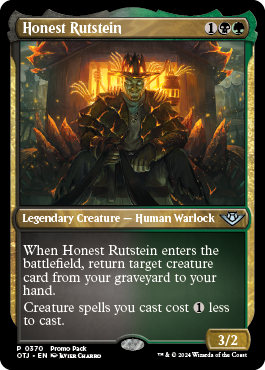 Honest Rutstein 1
Legendary Creature — Human Warlock
When Honest Rutstein enters the
battlefield, return target creature
card from your graveyard to your
hand.
Creature spells you cast cost 1 less
to cast.
3/2
P 0370 Promo Pack
OTJ • EN Javier Charro
™ & © 2024 Wizards of the Coast